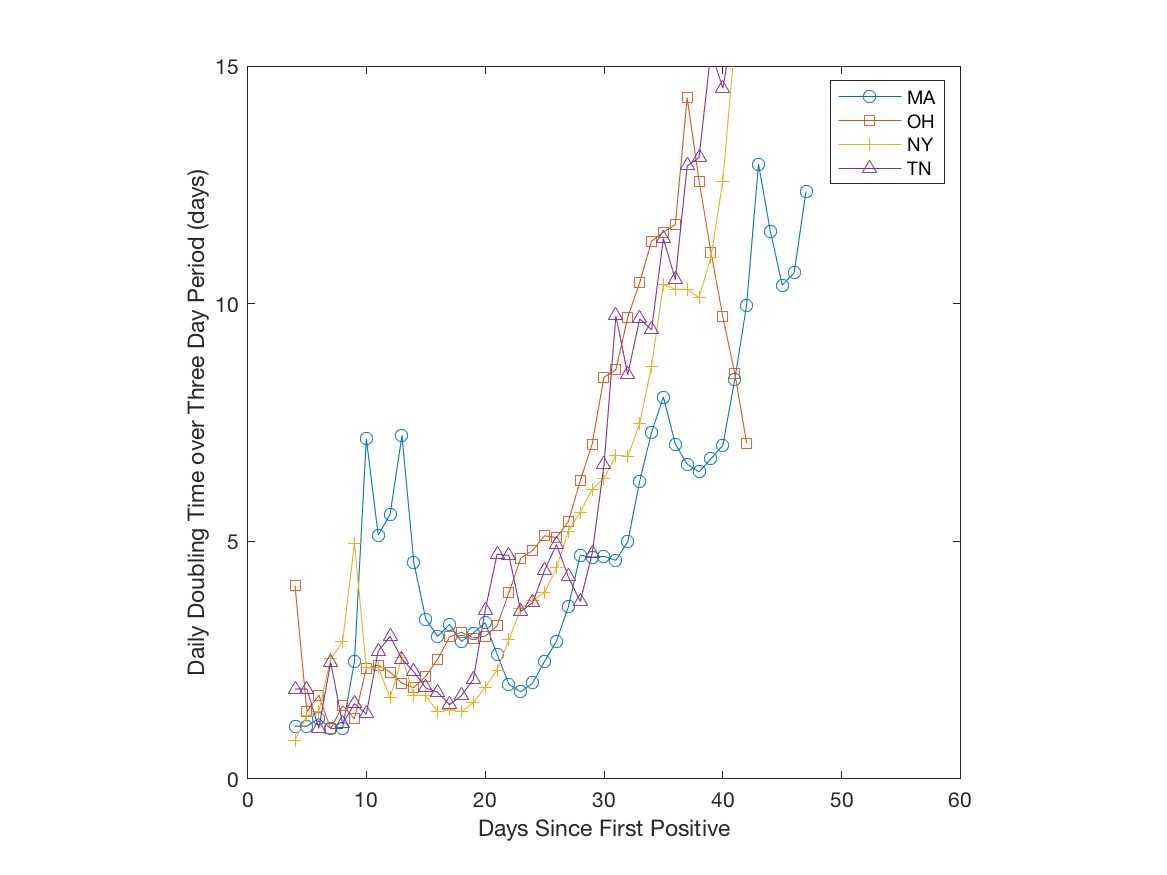 15
10
5
0
0 10 20 30 40 50 60
Daily Doubling Time over Three Day Period (days)
Days Since First Positive
MA
OH
NY
TN